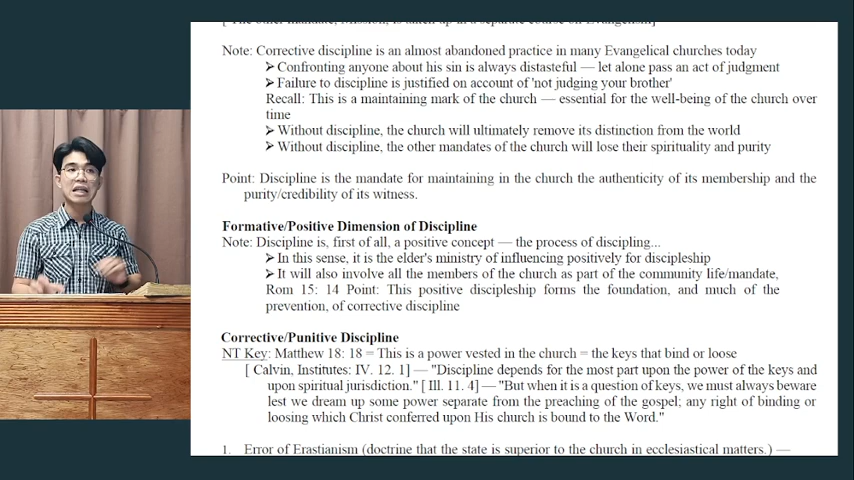 [ The other mandate, Mission, is taken up in a separate course on Evangelism]
Note: Corrective discipline is an almost abandoned practice in many Evangelical churches today
➢ Confronting anyone about his sin is always distasteful — let alone pass an act of judgment
➢ Failure to discipline is justified on account of 'not judging your brother'
Recall: This is a maintaining mark of the church — essential for the well-being of the church over
time
➢ Without discipline, the church will ultimately remove its distinction from the world
➢ Without discipline, the other mandates of the church will lose their spirituality and purity
Point: Discipline is the mandate for maintaining in the church the authenticity of its membership and the
purity/credibility of its witness.
Formative/Positive Dimension of Discipline
Note: Discipline is, first of all, a positive concept — the process of discipling...
➢ In this sense, it is the elder's ministry of influencing positively for discipleship
➢ It will also involve all the members of the church as part of the community life/mandate,
Rom 15: 14 Point: This positive discipleship forms the foundation, and much of the
prevention, of corrective discipline
Corrective/Punitive Discipline
NT Key: Matthew 18: 18 = This is a power vested in the church = the keys that bind or loose
[ Calvin, Institutes: IV. 12. 1] — "Discipline depends for the most part upon the power of the keys and
upon spiritual jurisdiction." [ Ill. 11. 4] — "But when it is a question of keys, we must always beware
lest we dream up some power separate from the preaching of the gospel; any right of binding or
loosing which Christ conferred upon His church is bound to the Word."
1. Error of Erastianism (doctrine that the state is superior to the church in ecclesiastical matters.) —